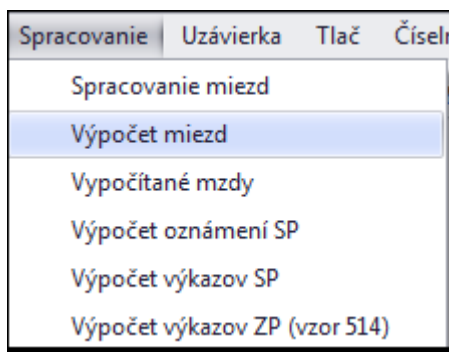 Spracovanie Uzávierka Tlač
Spracovanie miezd
Výpočet miezd
Vypočítané mzdy
Výpočet oznámení SP
Výpočet výkazov SP
Výpočet výkazov ZP (vzor 514)